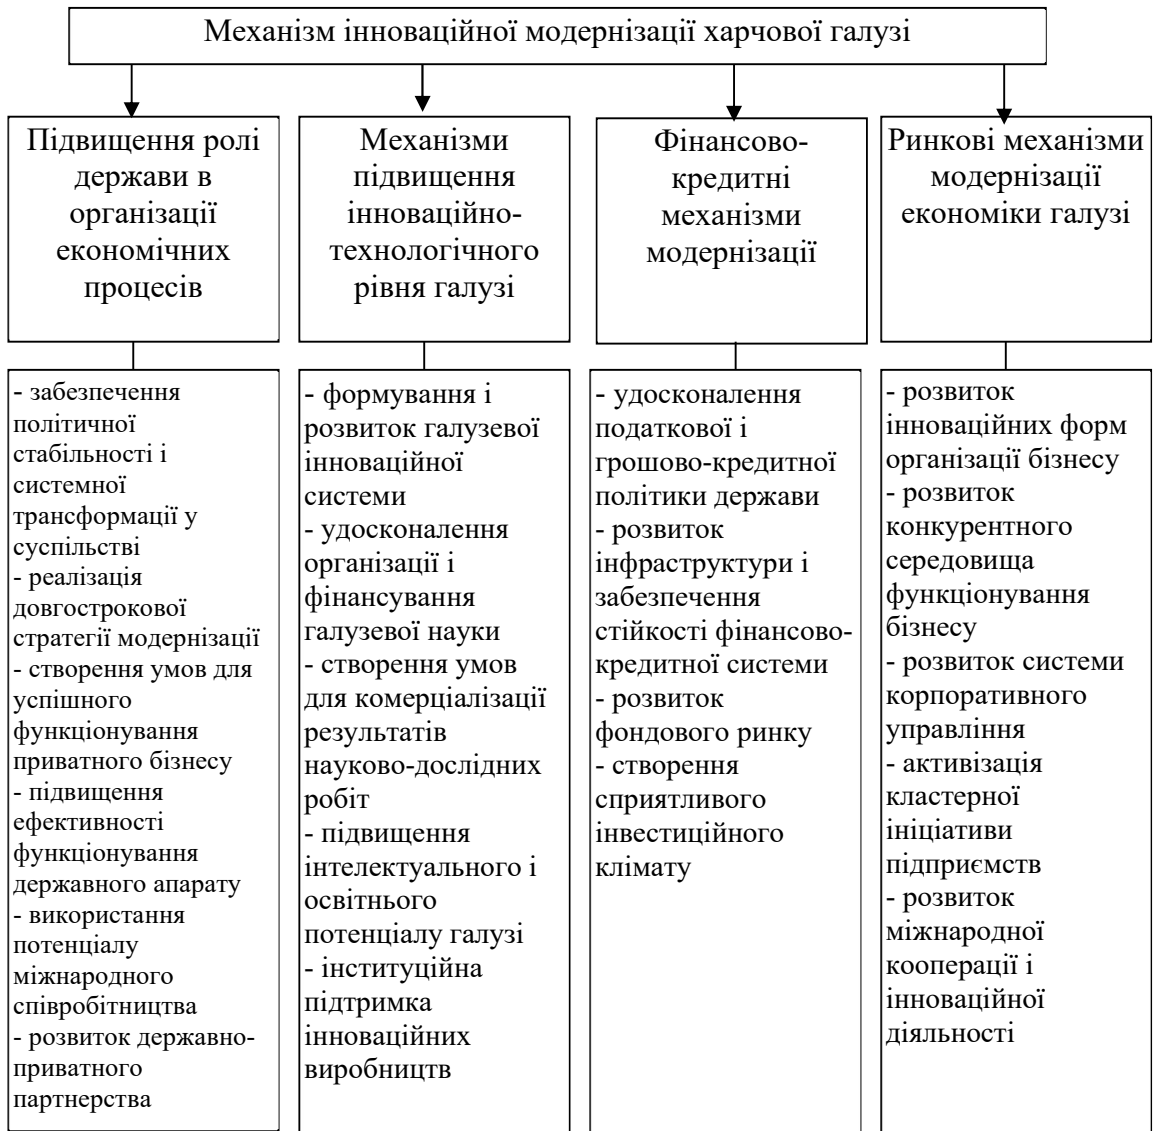 Механізм інноваційної модернізації харчової галузі
Підвищення ролі
держави в
організації
економічних
процесів
Механізми
підвищення
інноваційно-
технологічного
рівня галузі
Фінансово-
кредитні
механізми
модернізації
Ринкові механізми
модернізації
економіки галузі
- забезпечення
політичної
стабільності і
системної
трансформації у
суспільстві
- реалізація
довгострокової
стратегії модернізації
- створення умов для
успішного
функціонування
приватного бізнесу
- підвищення
ефективності
функціонування
державного апарату
- використання
потенціалу
міжнародного
співробітництва
- розвиток державно-
приватного
партнерства
- формування і
розвиток галузевої
інноваційної
системи
- удосконалення
організації і
фінансування
галузевої науки
- створення умов
для комерціалізації
результатів
науково-дослідних
робіт
- підвищення
інтелектуального і
освітнього
потенціалу галузі
- інституційна
підтримка
інноваційних
виробництв
- удосконалення
податкової і
грошово-кредитної
політики держави
- розвиток
інфраструктури і
забезпечення
стійкості фінансово-
кредитної системи
- розвиток
фондового ринку
- створення
сприятливого
інвестиційного
клімату
- розвиток
інноваційних форм
організації бізнесу
- розвиток
конкурентного
середовища
функціонування
бізнесу
- розвиток системи
корпоративного
управління
- активізація
кластерної
ініціативи
підприємств
- розвиток
міжнародної
кооперації і
інноваційної
діяльності